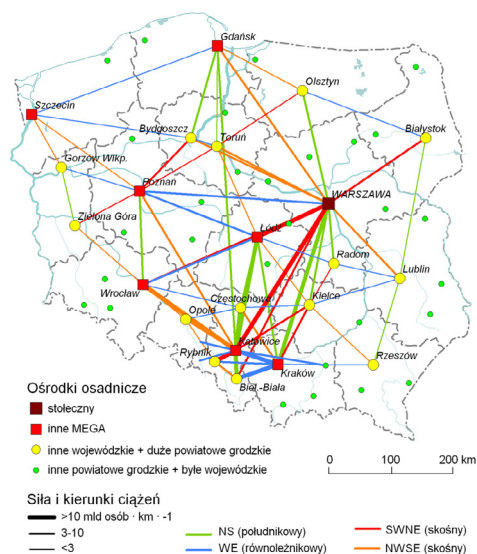 Gdańsk
Olsztyn
Szczecin
Bydgoszcz
Toruń
Białystok
Gorzów Wlkp.
Poznań
WARSZAWA
Zielona Góra
Łódź
Radom
Wrocław
Lublin
Częstochowa
Kielce
Opole
Katowice
Rybnik
Kraków
Rzeszów
Biel.-Biała
Ośrodki osadnicze
stołeczny
inne MEGA
inne wojewódzkie + duże powiatowe grodzkie
inne powiatowe grodzkie + byłe wojewódzkie
0 100 200 km
Siła i kierunki ciążeń
>10 mld osób · km · -1
3-10
<3
NS (południkowy)
WE (równoleżnikowy)
SWNE (skośny)
NWSE (skośny)